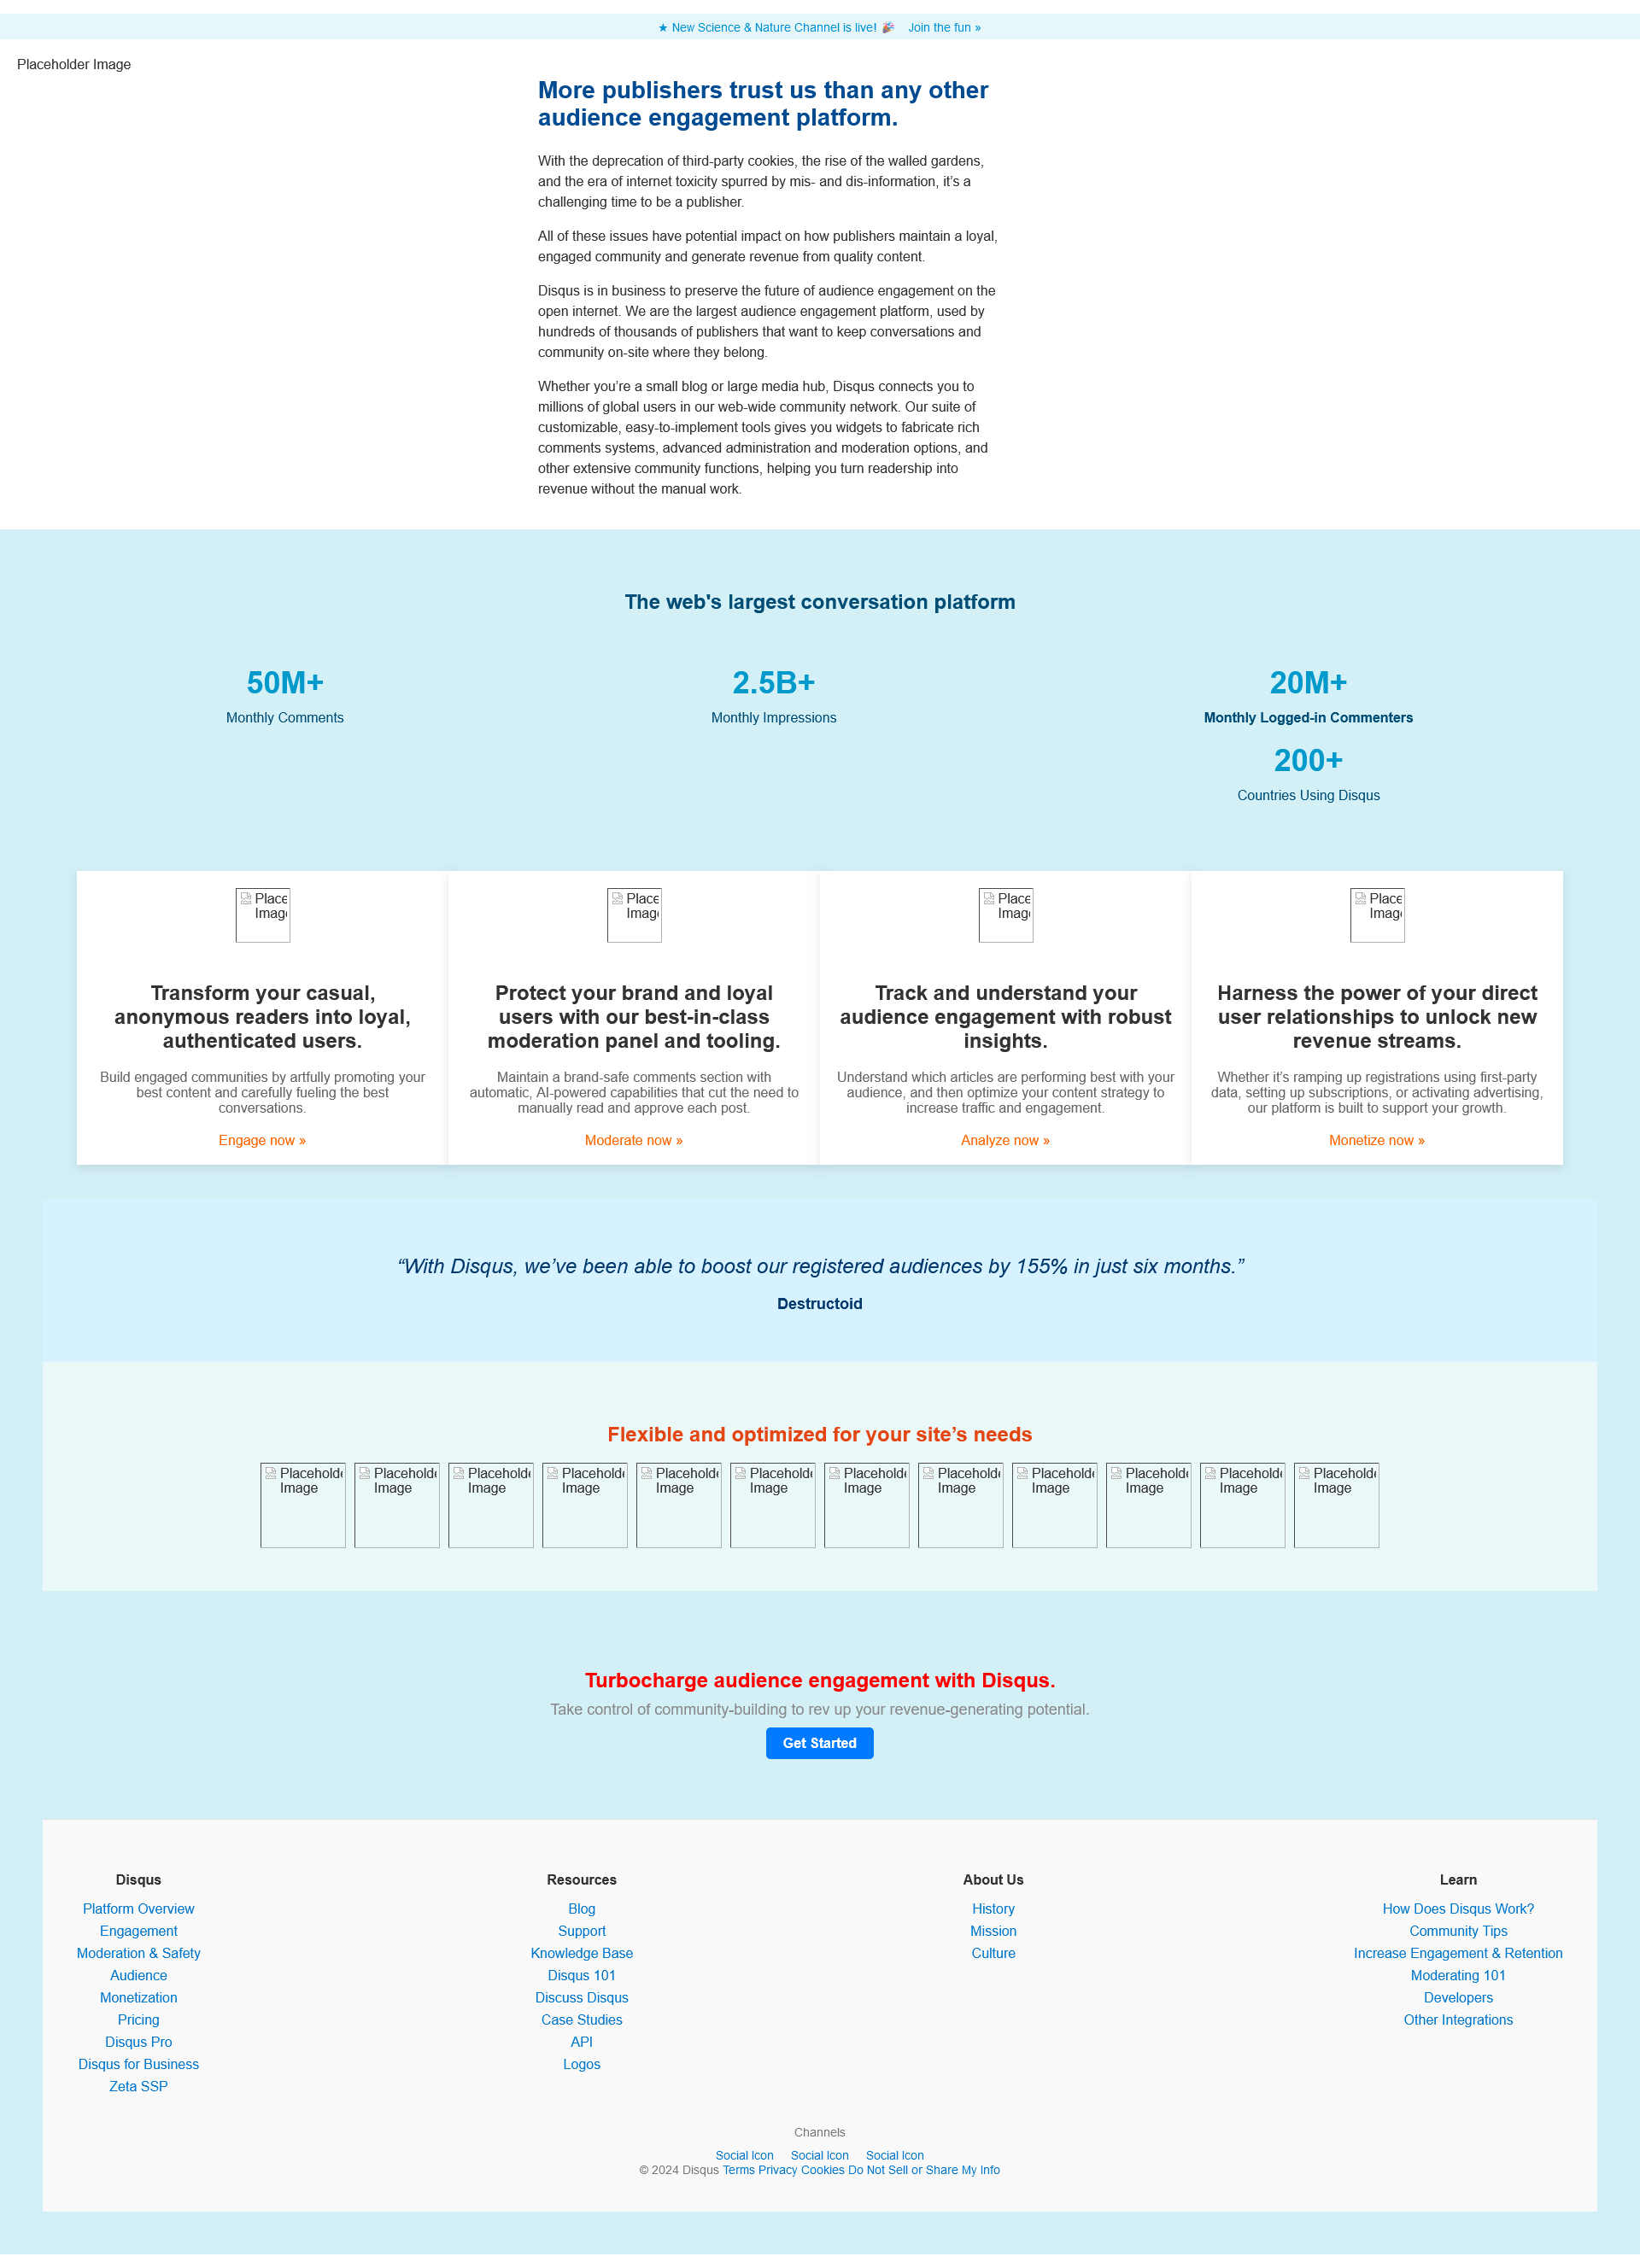 ★ New Science & Nature Channel is live! 🎉 Join the fun »
Placeholder Image
More publishers trust us than any other
audience engagement platform.
With the deprecation of third-party cookies, the rise of the walled gardens,
and the era of internet toxicity spurred by mis- and dis-information, it’s a
challenging time to be a publisher.
All of these issues have potential impact on how publishers maintain a loyal,
engaged community and generate revenue from quality content.
Disqus is in business to preserve the future of audience engagement on the
open internet. We are the largest audience engagement platform, used by
hundreds of thousands of publishers that want to keep conversations and
community on-site where they belong.
Whether you’re a small blog or large media hub, Disqus connects you to
millions of global users in our web-wide community network. Our suite of
customizable, easy-to-implement tools gives you widgets to fabricate rich
comments systems, advanced administration and moderation options, and
other extensive community functions, helping you turn readership into
revenue without the manual work.
The web's largest conversation platform
50M+
Monthly Comments
2.5B+
Monthly Impressions
20M+
Monthly Logged-in Commenters
200+
Countries Using Disqus
Place
Imag
Transform your casual,
anonymous readers into loyal,
authenticated users.
Build engaged communities by artfully promoting your
best content and carefully fueling the best
conversations.
Engage now »
Place
Imag
Protect your brand and loyal
users with our best-in-class
moderation panel and tooling.
Maintain a brand-safe comments section with
automatic, AI-powered capabilities that cut the need to
manually read and approve each post.
Moderate now »
Place
Imag
Track and understand your
audience engagement with robust
insights.
Understand which articles are performing best with your
audience, and then optimize your content strategy to
increase traffic and engagement.
Analyze now »
Place
Imag
Harness the power of your direct
user relationships to unlock new
revenue streams.
Whether it’s ramping up registrations using first-party
data, setting up subscriptions, or activating advertising,
our platform is built to support your growth.
Monetize now »
“With Disqus, we’ve been able to boost our registered audiences by 155% in just six months.”
Destructoid
Flexible and optimized for your site’s needs
Placeholde
Image
Placeholde
Image
Placeholde
Image
Placeholde
Image
Placeholde
Image
Placeholde
Image
Placeholde
Image
Placeholde
Image
Placeholde
Image
Placeholde
Image
Placeholde
Image
Placeholde
Image
Turbocharge audience engagement with Disqus.
Take control of community-building to rev up your revenue-generating potential.
Get Started
Disqus
Platform Overview
Engagement
Moderation & Safety
Audience
Monetization
Pricing
Disqus Pro
Disqus for Business
Zeta SSP
Resources
Blog
Support
Knowledge Base
Disqus 101
Discuss Disqus
Case Studies
API
Logos
About Us
History
Mission
Culture
Learn
How Does Disqus Work?
Community Tips
Increase Engagement & Retention
Moderating 101
Developers
Other Integrations
Channels
Social Icon Social Icon Social Icon
© 2024 Disqus Terms Privacy Cookies Do Not Sell or Share My Info